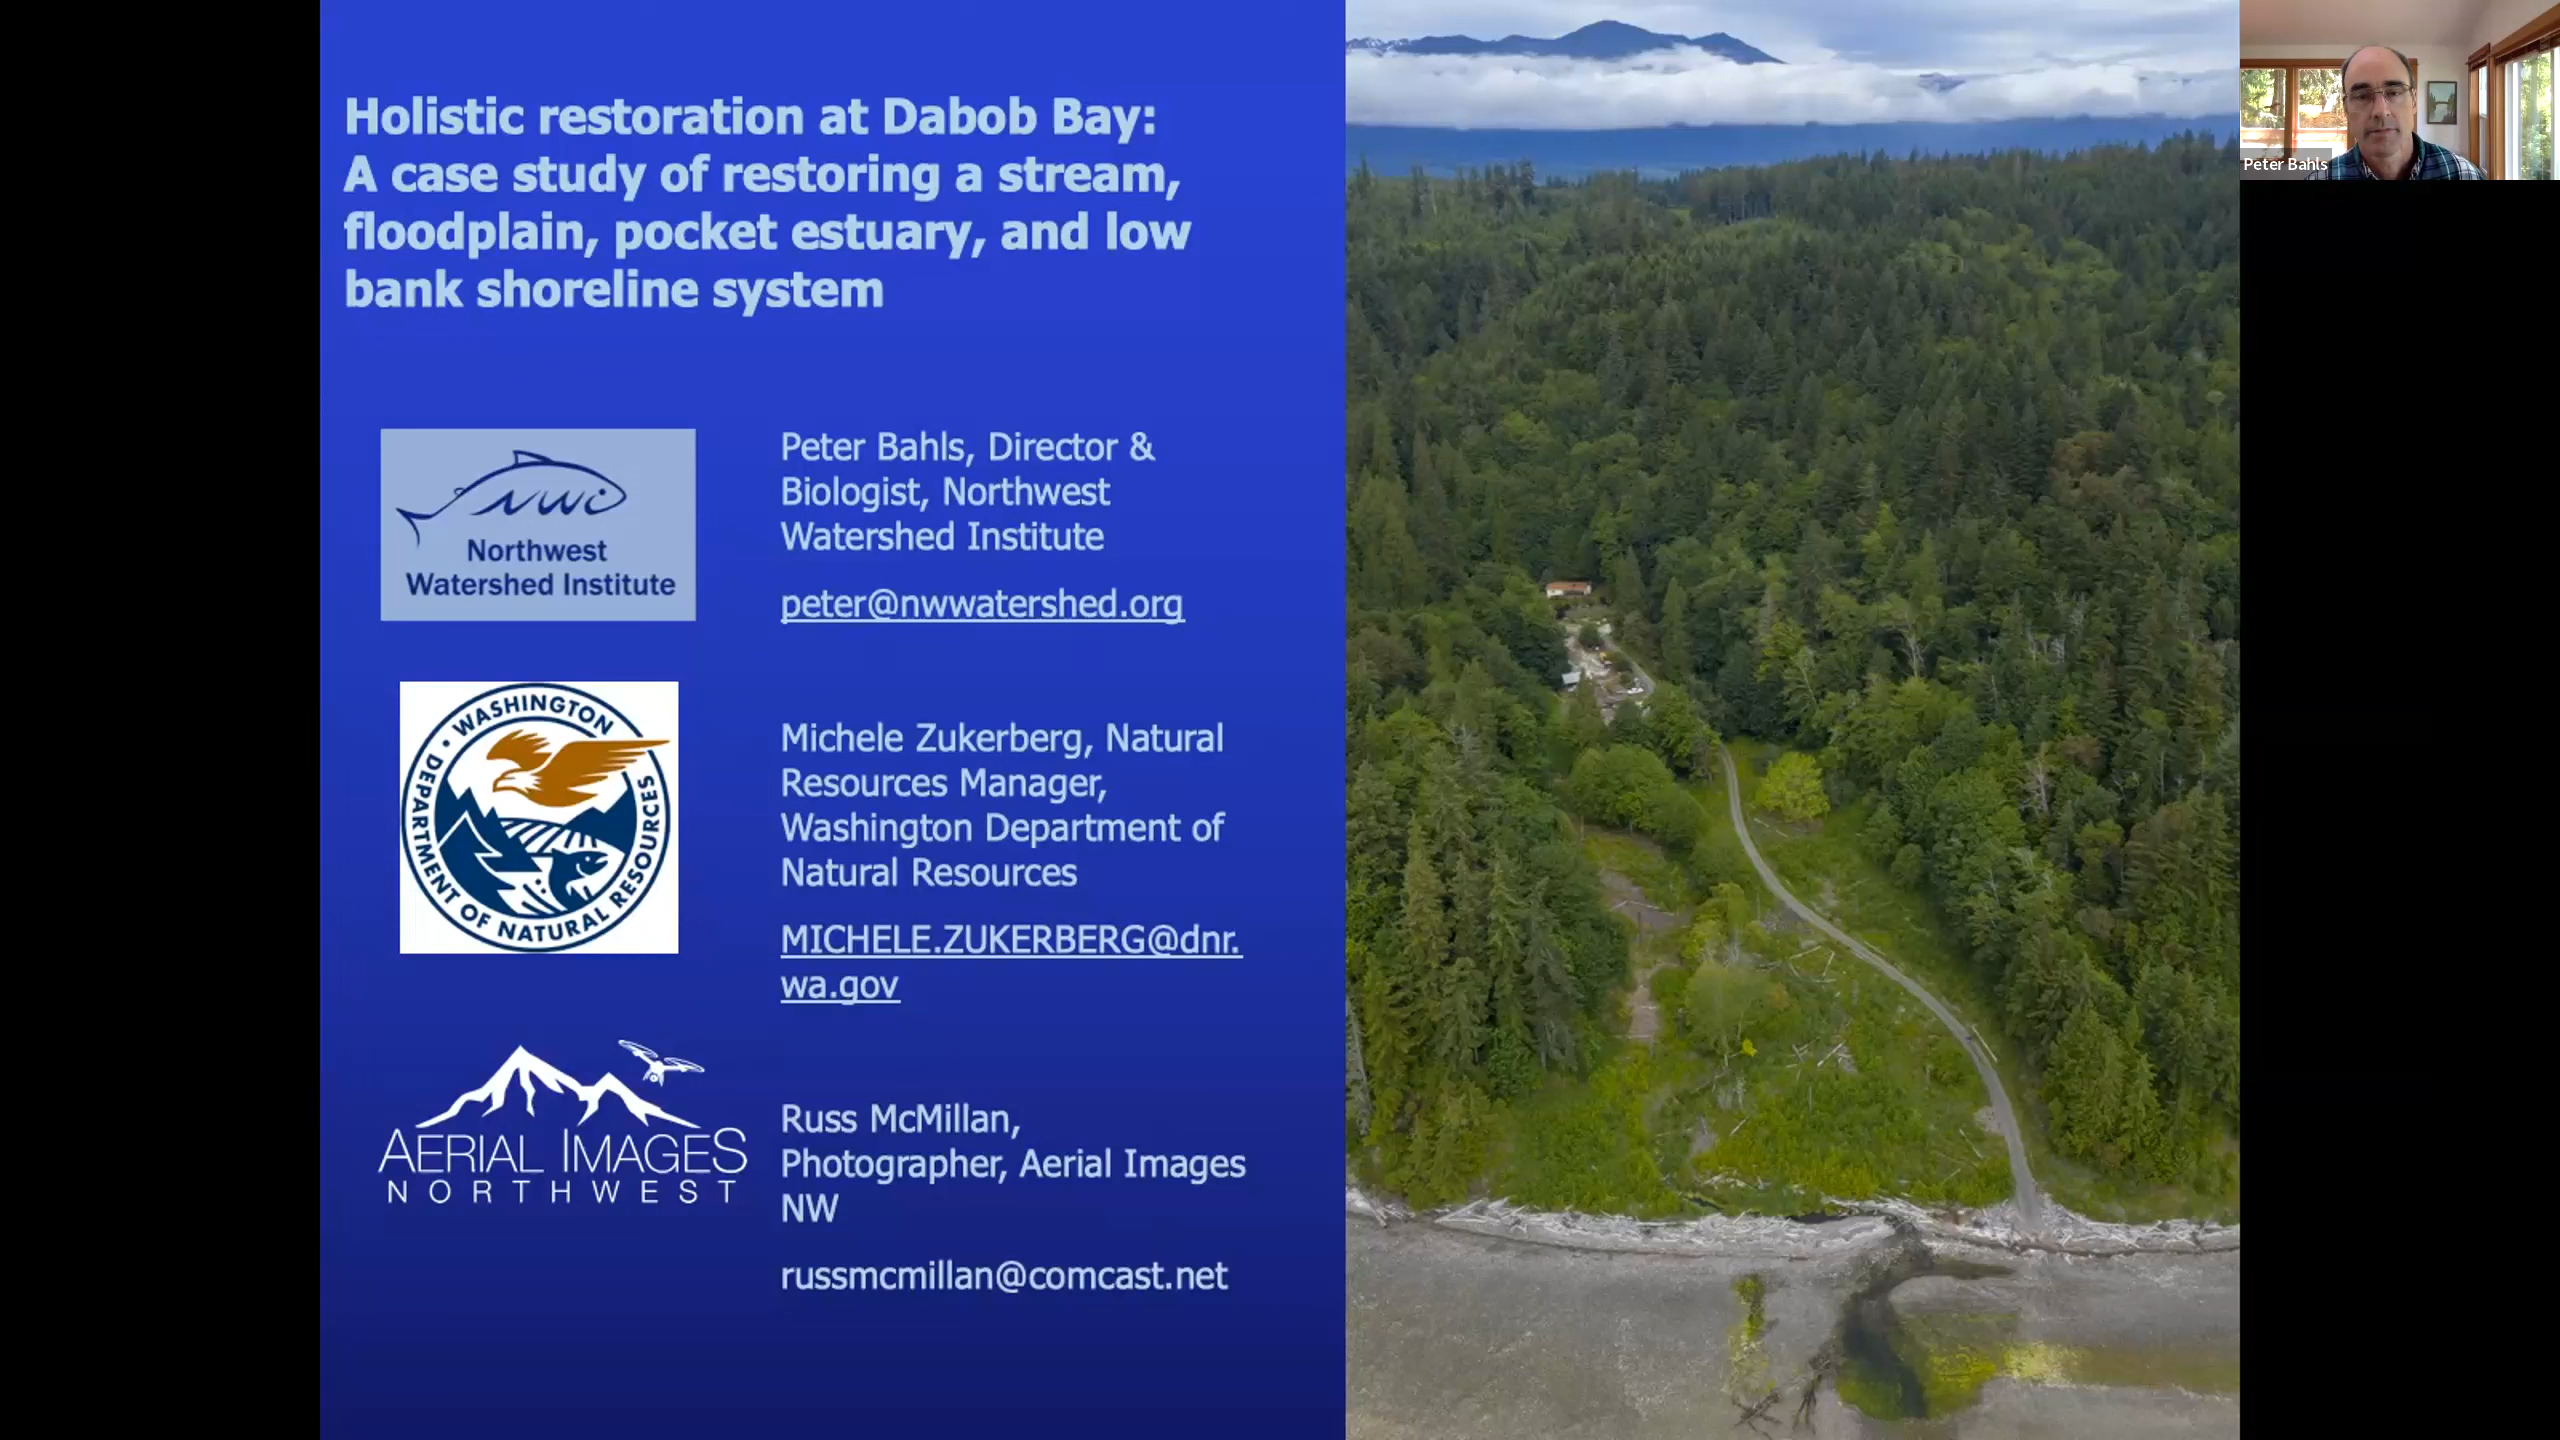 Holistic restoration at Dabob Bay:
A case study of restoring a stream,
floodplain, pocket estuary, and low
bank shoreline system
NWI
Northwest
Watershed Institute
Peter Bahls, Director &
Biologist, Northwest
Watershed Institute
peter@nwwatershed.org
WASHINGTON
DEPARTMENT OF NATURAL RESOURCES
Michele Zukerberg, Natural
Resources Manager,
Washington Department of
Natural Resources
MICHELE.ZUKERBERG@dnr.
wa.gov
AERIAL IMAGES
NORTHWEST
Russ McMillan,
Photographer, Aerial Images
NW
russmcmillan@comcast.net
Peter Bahls